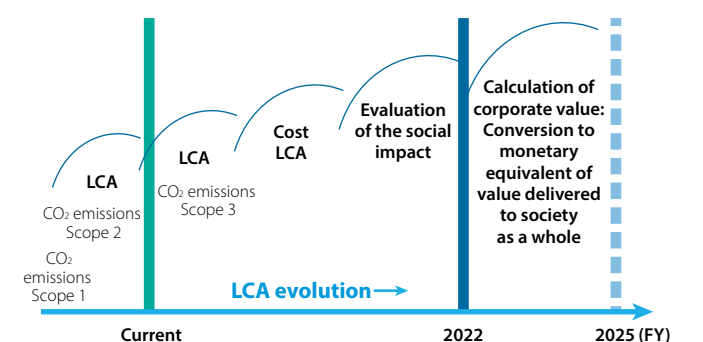 LCA
CO₂ emissions
Scope 2
CO₂
emissions
Scope 1
LCA
CO₂ emissions
Scope 3
Cost
LCA
Evaluation
of the social
impact
Calculation of
corporate value:
Conversion to
monetary
equivalent of
value delivered
to society
as a whole
LCA evolution
Current
2022
2025 (FY)